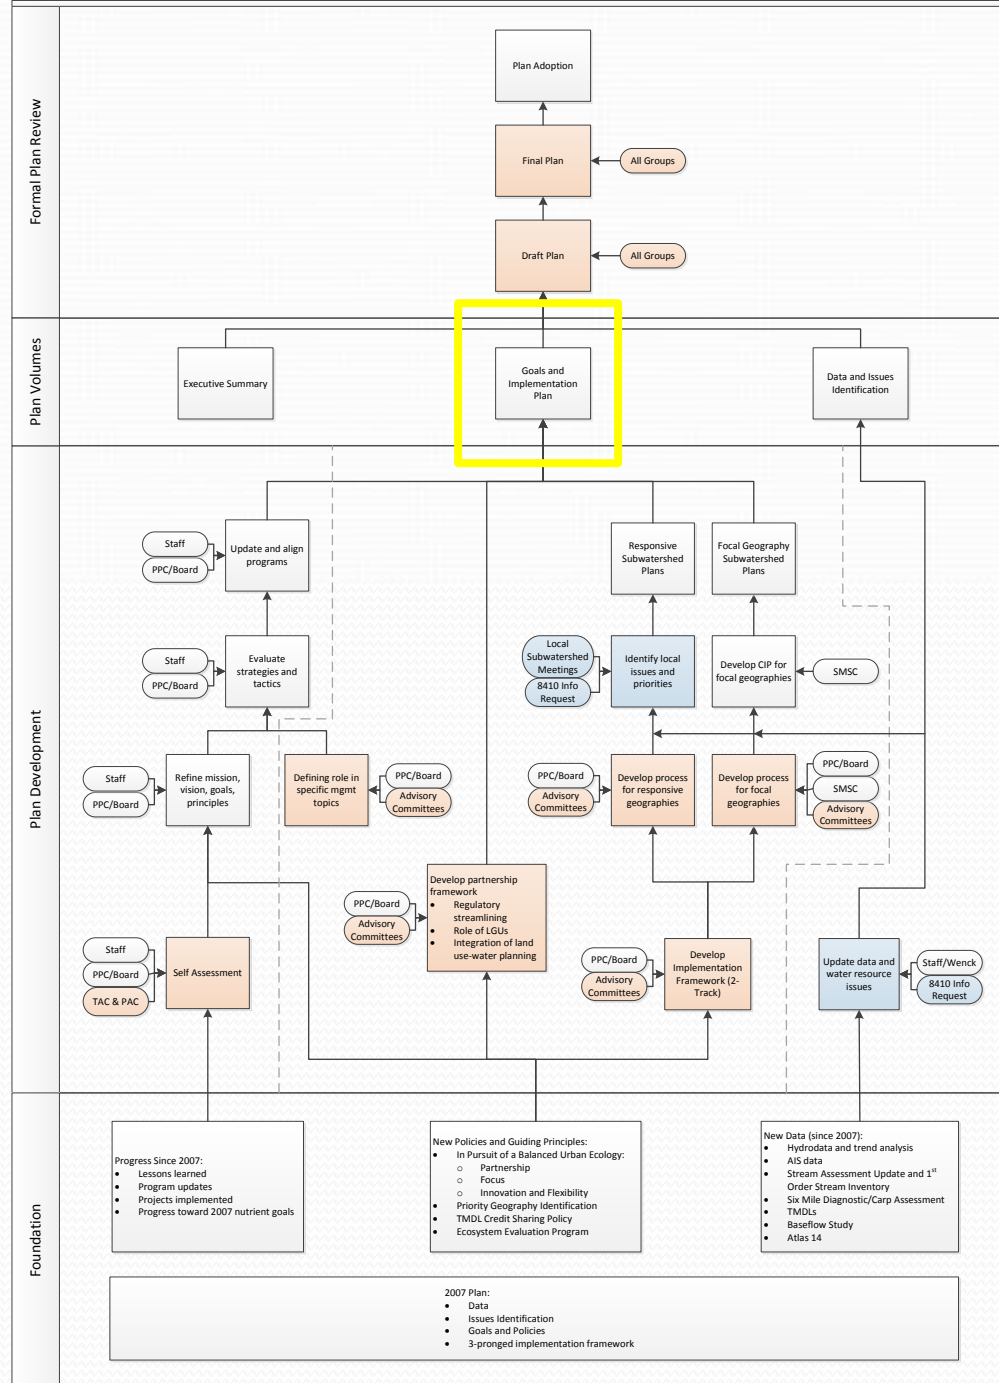 Formal Plan Review
Plan Adoption
Final Plan
All Groups
Draft Plan
All Groups
Plan Volumes
Executive Summary
Goals and
Implementation
Plan
Data and Issues
Identification
Plan Development
Staff
PPC/Board
Update and align
programs
Responsive
Subwatershed
Plans
Focal Geography
Subwatershed
Plans
Staff
PPC/Board
Evaluate
strategies and
tactics
Local
Subwatershed
Meetings
8410 Info
Request
Identify local
issues and
priorities
Develop CIP for
focal geographies
SMSC
Staff
PPC/Board
Refine mission,
vision, goals,
principles
Defining role in
specific mgmt
topics
PPC/Board
Advisory
Committees
PPC/Board
Advisory
Committees
Develop process
for responsive
geographies
Develop process
for focal
geographies
PPC/Board
SMSC
Advisory
Committees
PPC/Board
Advisory
Committees
Develop partnership
framework
• Regulatory
streamlining
• Role of LGUs
• Integration of land
use-water planning
Staff
PPC/Board
TAC & PAC
Self Assessment
PPC/Board
Advisory
Committees
Develop
Implementation
Framework (2-
Track)
Update data and
water resource
issues
Staff/Wenck
8410 Info
Request
Foundation
Progress Since 2007:
• Lessons learned
• Program updates
• Projects implemented
• Progress toward 2007 nutrient goals
New Policies and Guiding Principles:
• In Pursuit of a Balanced Urban Ecology:
o Partnership
o Focus
o Innovation and Flexibility
• Priority Geography Identification
• TMDL Credit Sharing Policy
• Ecosystem Evaluation Program
New Data (since 2007):
• Hydrodata and trend analysis
• AIS data
• Stream Assessment Update and 1st
Order Stream Inventory
• Six Mile Diagnostic/Carp Assessment
• TMDLs
• Baseflow Study
• Atlas 14
2007 Plan:
• Data
• Issues Identification
• Goals and Policies
• 3-pronged implementation framework